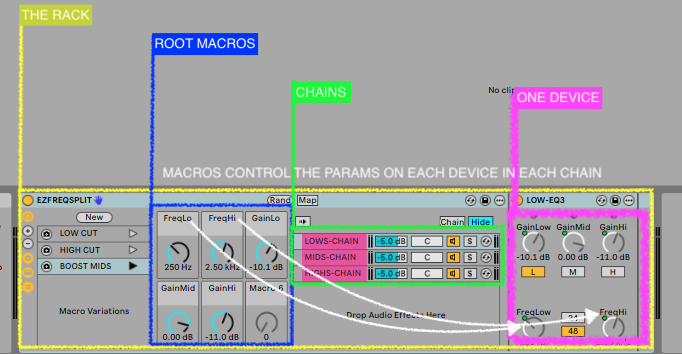 THE RACK
ROOT MACROS
CHAINS
No clip
ONE DEVICE
MACROS CONTROL THE PARAMS ON EACH DEVICE IN EACH CHAIN
EZFREQSPLIT
Rand
Map
LOW-EQ3
New
LOW CUT
HIGH CUT
BOOST MIDS
Macro Variations
FreqLo
FreqHi
GainLo
250 Hz
2.50 kHz
-10.1 dB
GainMid
GainHi
Macro 6
0.00 dB
-11.0 dB
0
Chain
Hide
LOWS-CHAIN
-5.0 dB
C
S
MIDS-CHAIN
-5.0 dB
C
S
HIGHS-CHAIN
-5.0 dB
C
S
Drop Audio Effects Here
GainLow
GainMid
GainHi
-10.1 dB
0.00 dB
-11.0 dB
L
M
H
FreqLow
24
FreqHi
48